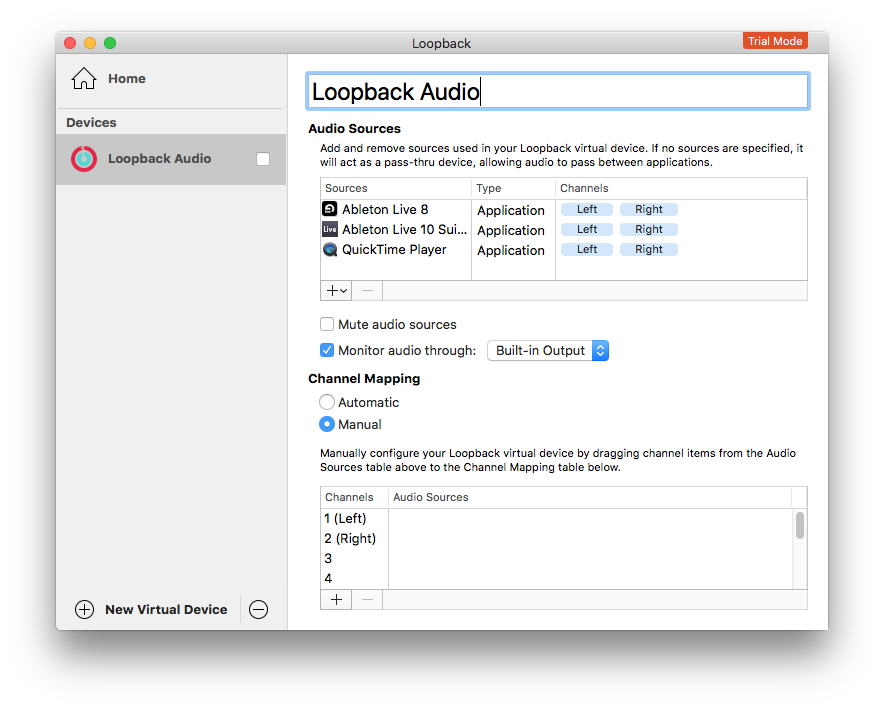 Loopback
Trial Mode
Home
Devices
Loopback Audio
New Virtual Device
Loopback Audio
Audio Sources
Add and remove sources used in your Loopback virtual device. If no sources are specified, it
will act as a pass-thru device, allowing audio to pass between applications.
Sources Type Channels
Ableton Live 8 Application Left Right
Live Ableton Live 10 Sui... Application Left Right
QuickTime Player Application Left Right
Mute audio sources
Monitor audio through: Built-in Output
Channel Mapping
Automatic
Manual
Manually configure your Loopback virtual device by dragging channel items from the Audio
Sources table above to the Channel Mapping table below.
Channels Audio Sources
1 (Left)
2 (Right)
3
4